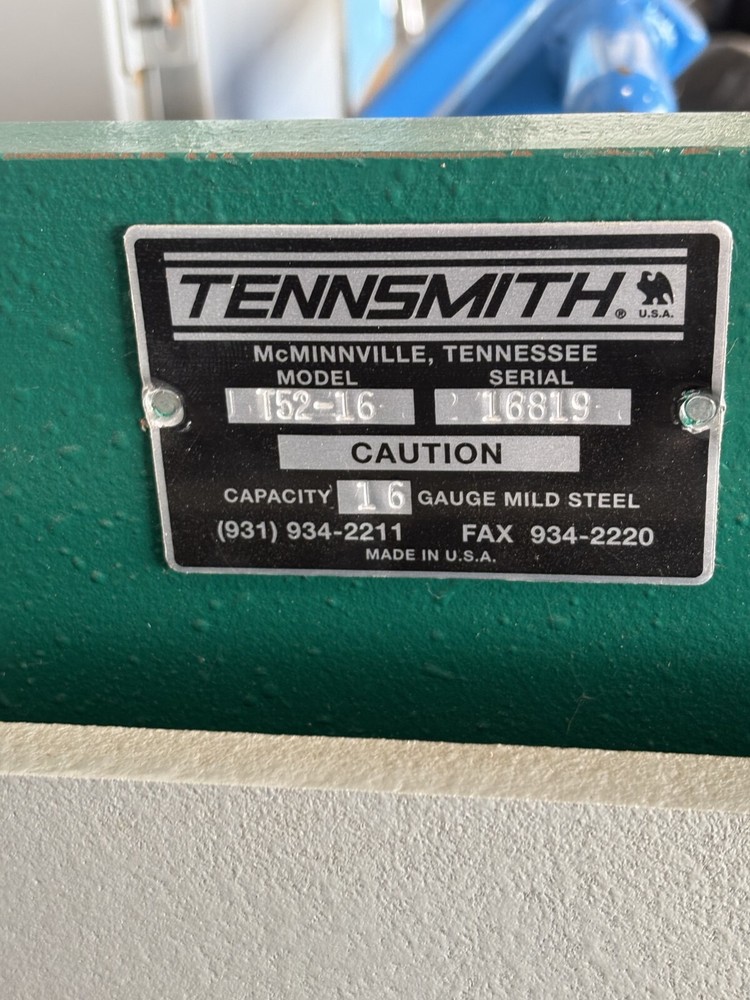 TENNSMITH®
U.S.A.
McMINNVILLE, TENNESSEE
MODEL SERIAL
T52-16 16819
CAUTION
CAPACITY 16 GAUGE MILD STEEL
(931) 934-2211 FAX 934-2220
MADE IN U.S.A.